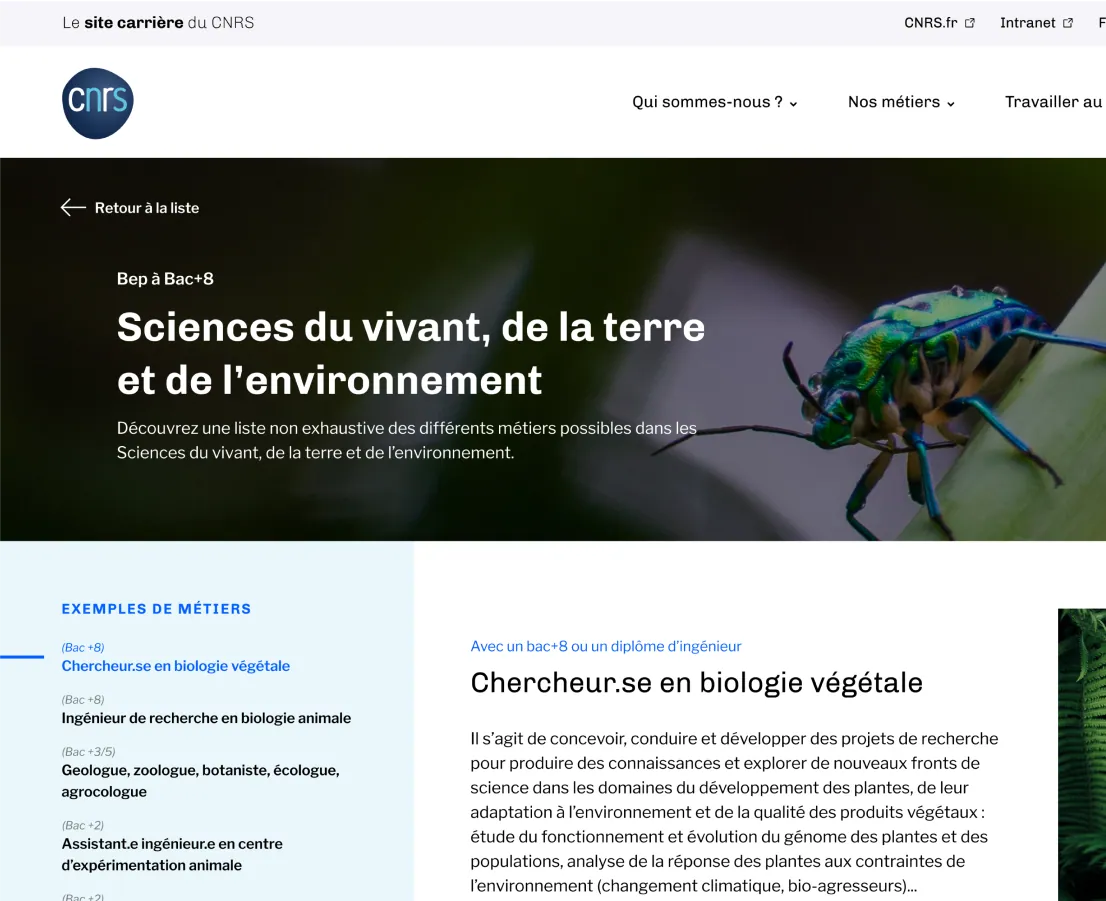 Le site carrière du CNRS
CNRS.fr
Intranet
F
cnrs
Qui sommes-nous ?
Nos métiers
Travailler au
Retour à la liste
Bep à Bac+8
Sciences du vivant, de la terre
et de l’environnement
Découvrez une liste non exhaustive des différents métiers possibles dans les
Sciences du vivant, de la terre et de l’environnement.
EXEMPLES DE MÉTIERS
(Bac +8)
Chercheur.se en biologie végétale
(Bac +8)
Ingénieur de recherche en biologie animale
(Bac +3/5)
Geologue, zoologue, botaniste, écologue,
agrocologue
(Bac +2)
Assistant.e ingénieur.e en centre
d’expérimentation animale
(Bac +2)
Avec un bac+8 ou un diplôme d’ingénieur
Chercheur.se en biologie végétale
Il s’agit de concevoir, conduire et développer des projets de recherche
pour produire des connaissances et explorer de nouveaux fronts de
science dans les domaines du développement des plantes, de leur
adaptation à l’environnement et de la qualité des produits végétaux :
étude du fonctionnement et évolution du génome des plantes et des
populations, analyse de la réponse des plantes aux contraintes de
l’environnement (changement climatique, bio-agresseurs)...